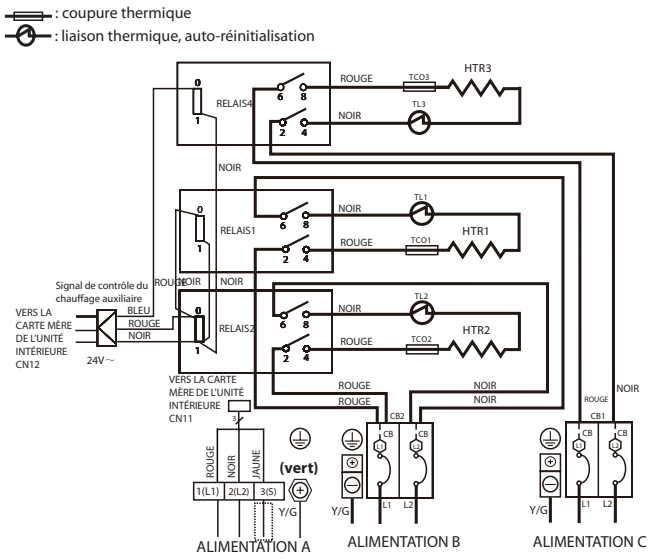 : coupure thermique
: liaison thermique, auto-réinitialisation
HTR3
ROUGE
TCO3
0
6 8
RELAIS4
NOIR
TL3
1
2 4
NOIR
TL1
NOIR
0
6 8
RELAIS1
HTR1
ROUGE
TCO1
1
2 4
Signal de contrôle du
chauffage auxiliaire
ROUGE
NOIR
NOIR
TL2
NOIR
BLEU
0
6 8
VERS LA
CARTE MÈRE
DE L'UNITÉ
INTÉRIEURE
CN12
ROUGE
RELAIS2
HTR2
NOIR
ROUGE
TCO2
1
2 4
24V～
VERS LA CARTE
MÈRE DE L'UNITÉ
INTÉRIEURE
CN11
ROUGE
NOIR
ROUGE
NOIR
NOIR
ROUGE
3
CB2
CB1
CB
CB
CB
CB
L1
L2
L1
L2
ROUGE
NOIR
JAUNE
(vert)
1(L1)
2(L2)
3(S)
Y/G
Y/G
L1
L2
Y/G
L1
L2
ALIMENTATION A
ALIMENTATION B
ALIMENTATION C